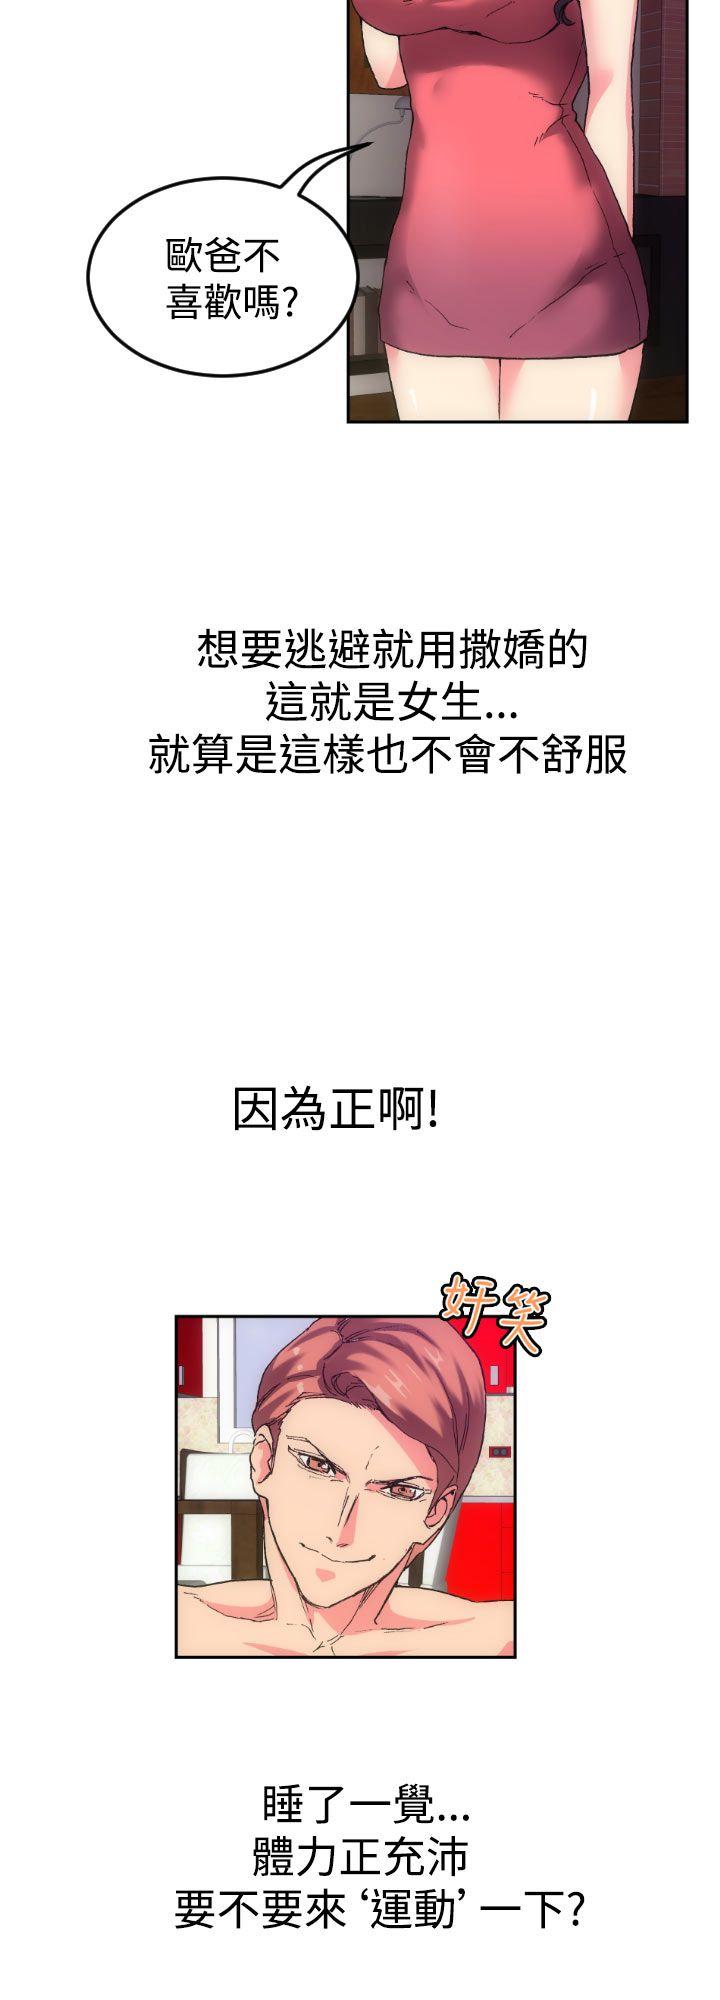 歐爸不
喜歡嗎?
想要逃避就用撒嬌的
這就是女生...
就算是這樣也不會不舒服
因為正啊!
奸笑
睡了一覺...
體力正充沛
要不要來‘運動’一下?